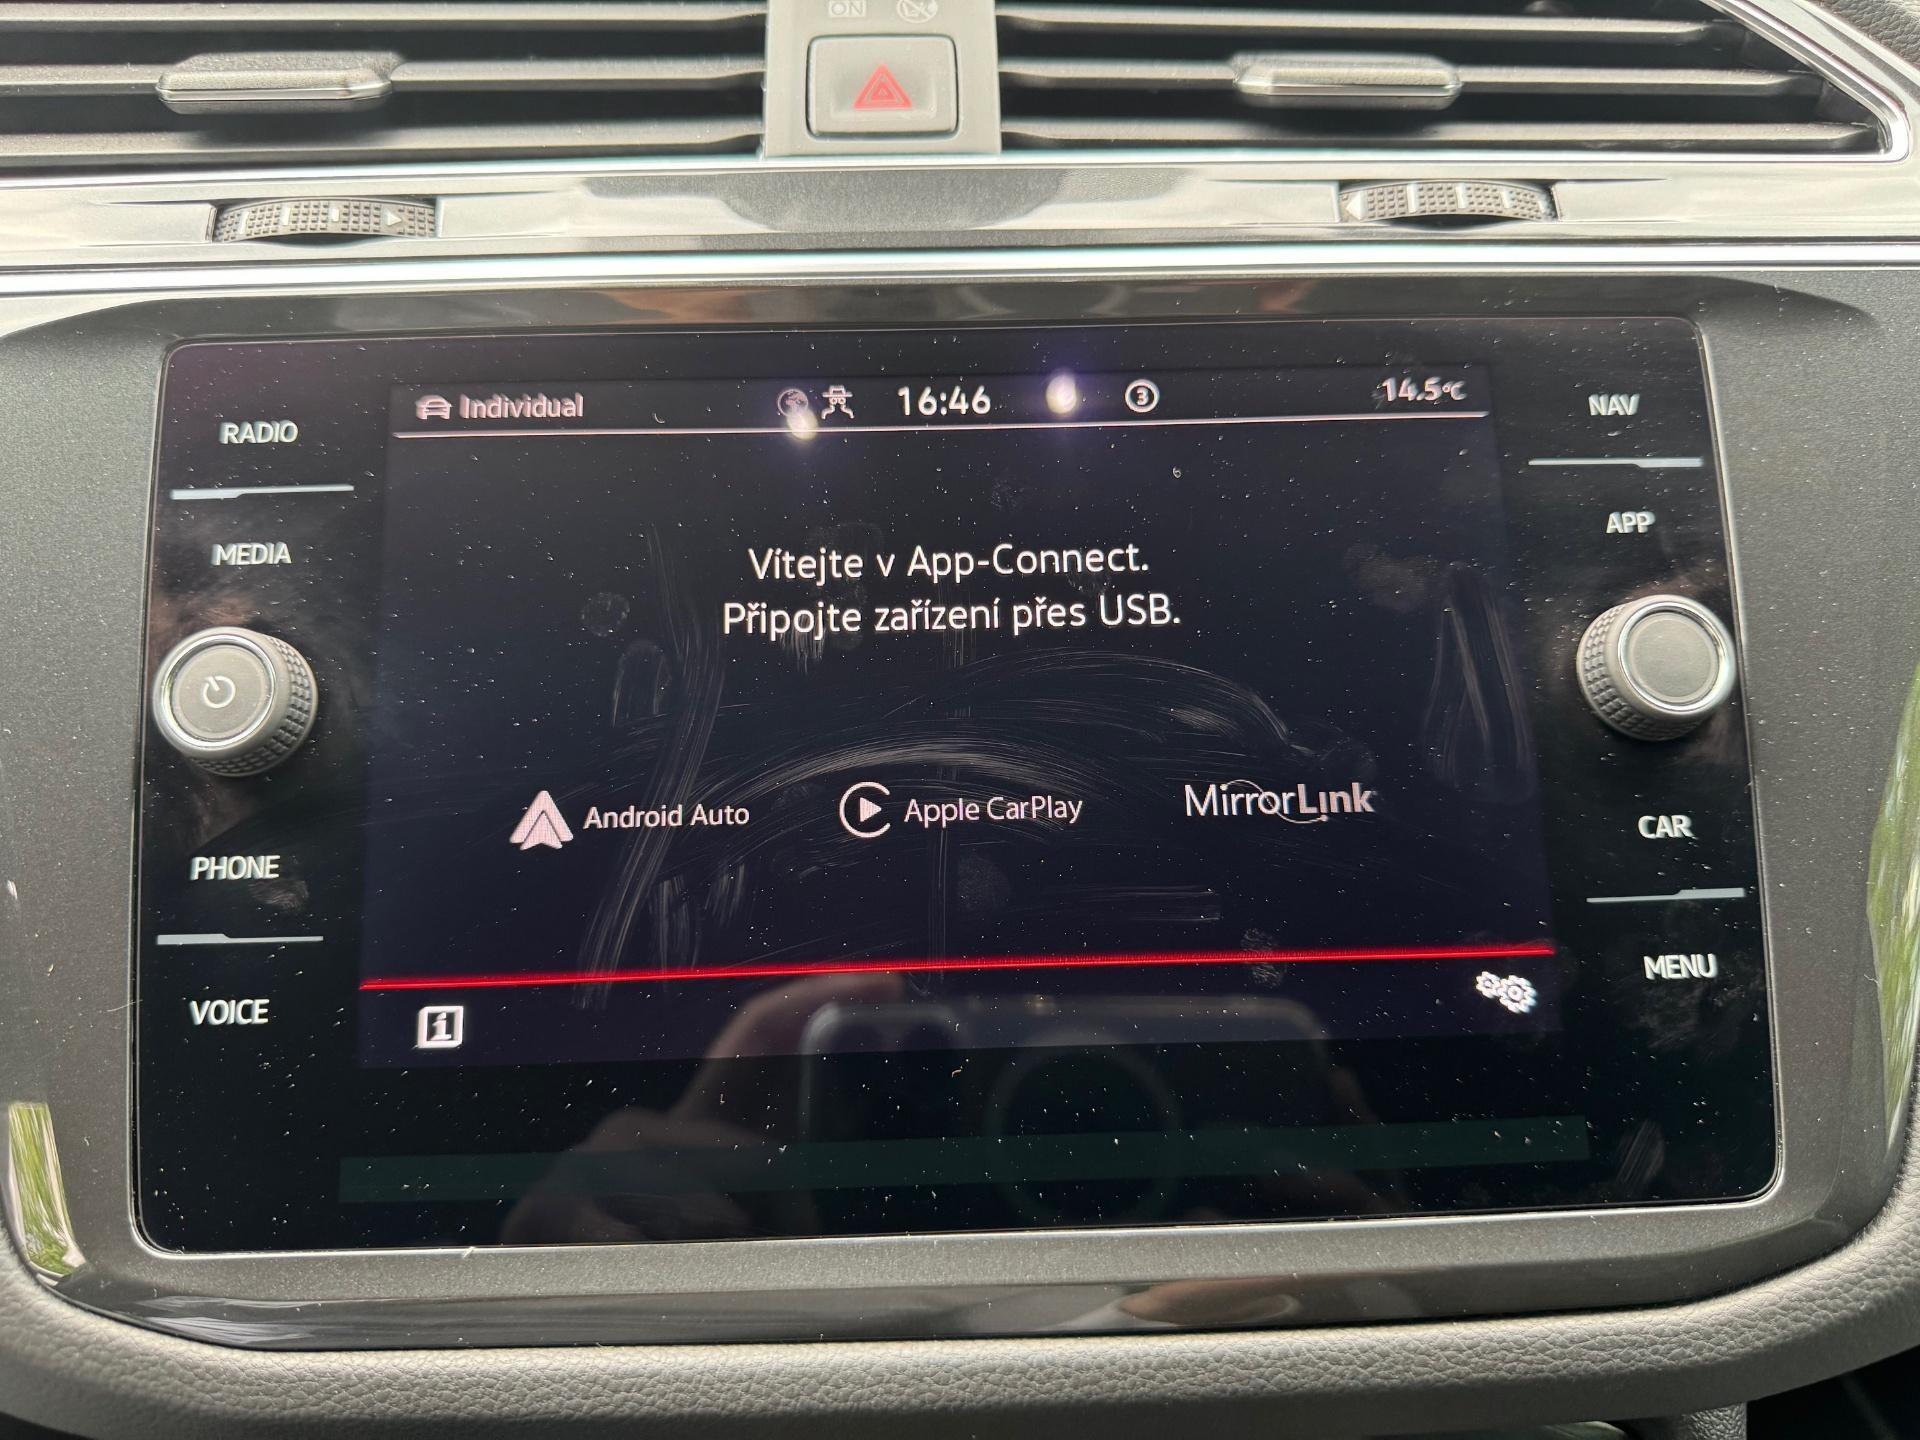 ON
Individual
16:46
3
14.5°C
RADIO
MEDIA
PHONE
VOICE
Vítejte v App-Connect.
Připojte zařízení přes USB.
Android Auto
Apple CarPlay
MirrorLink
i
NAV
APP
CAR
MENU